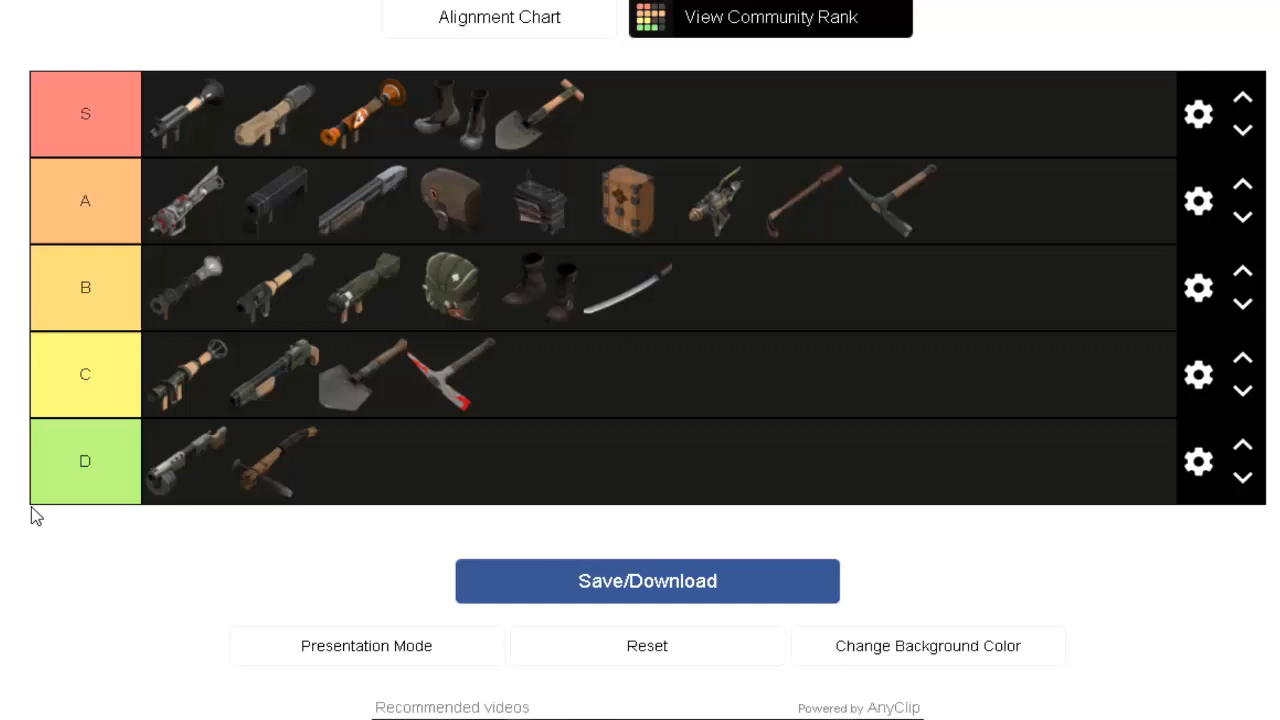 Alignment Chart
View Community Rank
S
A
B
C
D
Save/Download
Presentation Mode
Reset
Change Background Color
Recommended videos
Powered by AnyClip